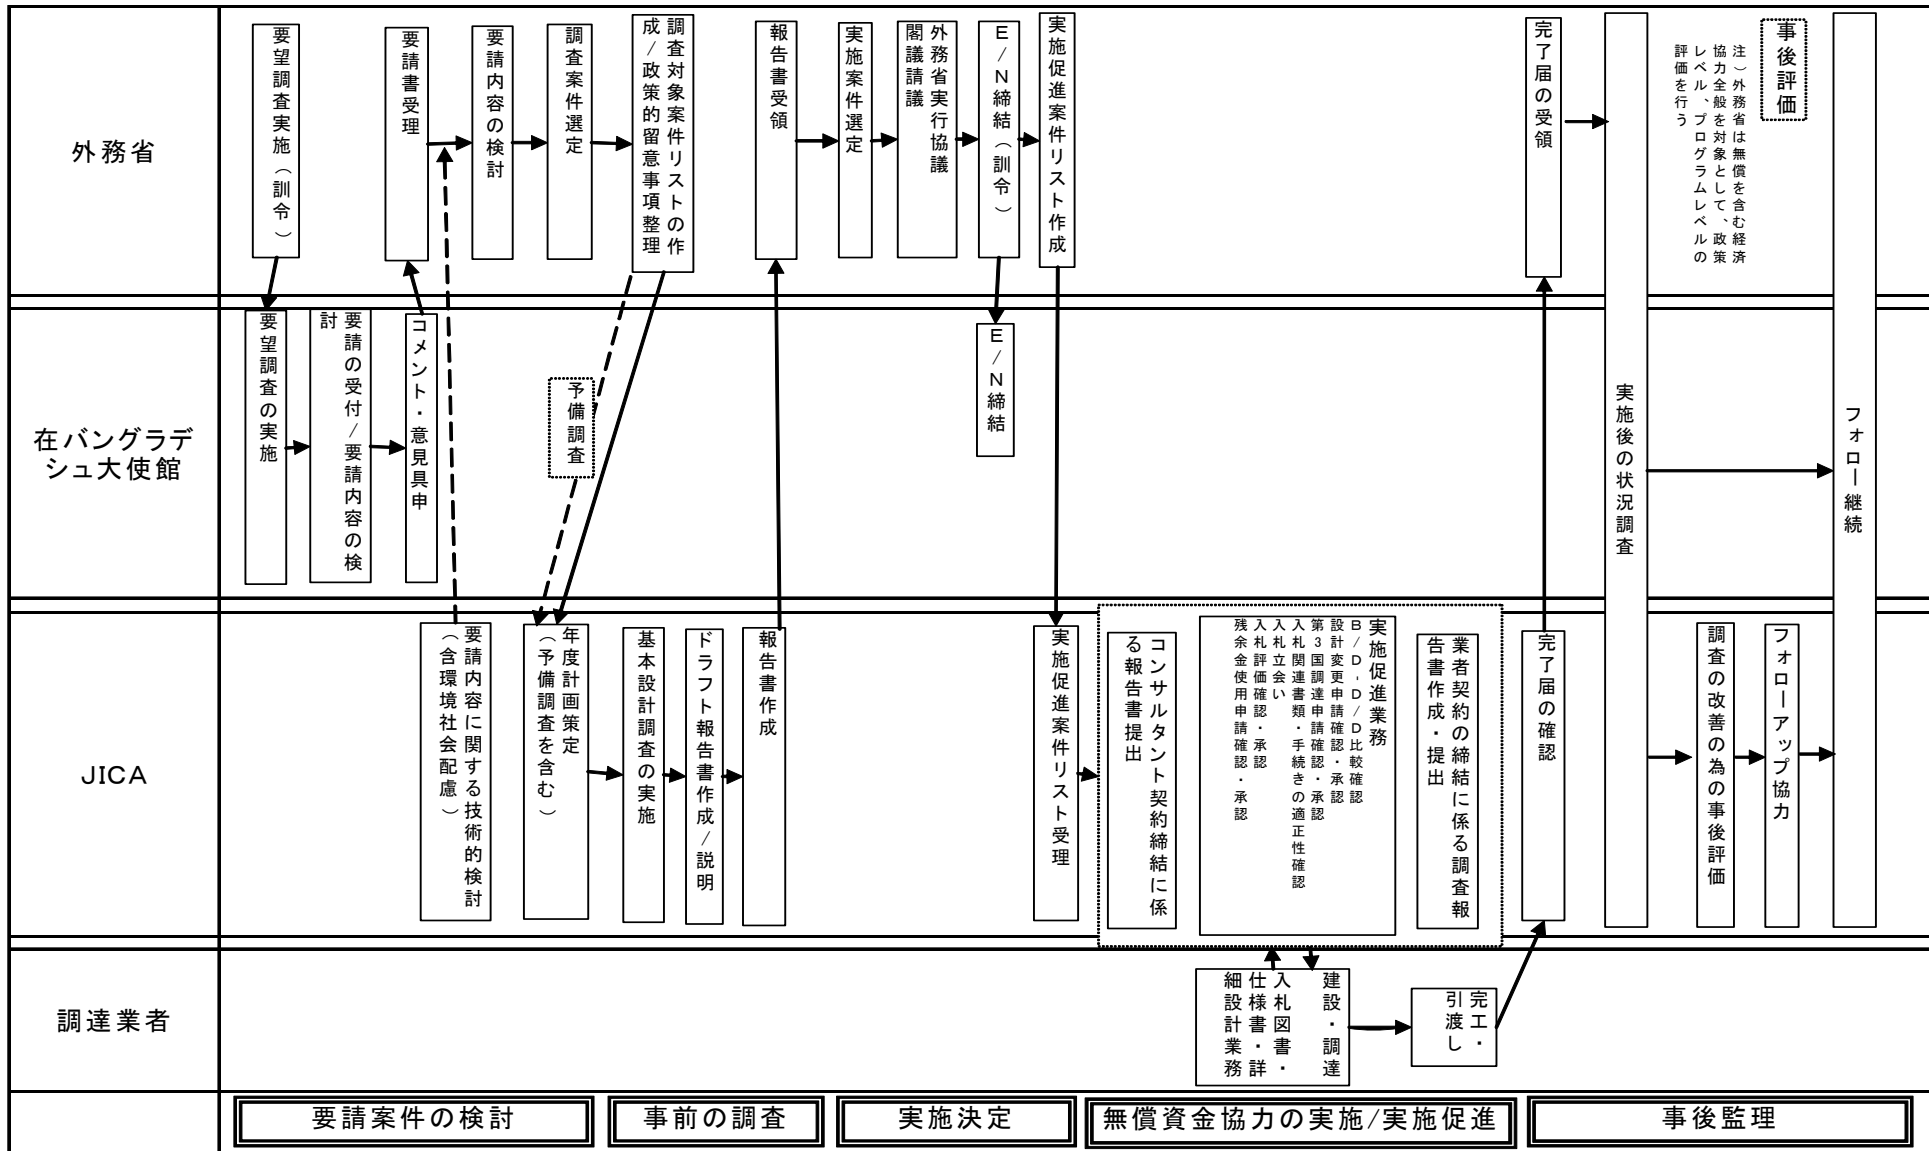 外務省
要望調査実施（訓令）
要請書受理
要請内容の検討
調査案件選定
調査対象案件リストの作
成/政策的留意事項整理
報告書受領
実施案件選定
外務省実行協議
閣議請議
E/N締結（訓令）
実施促進案件リスト作成
完了届の受領
事後評価
注）外務省は無償を含む経済
協力全般を対象として、政策
レベル、プログラムレベルの
評価を行う
在バングラデ
シュ大使館
要望調査の実施
要請の受付/要請内容の検
討
コメント・意見具申
予備調査
E/N締結
実施後の状況調査
フォロー継続
JICA
要請内容に関する技術的検討
（含環境社会配慮）
年度計画策定
（予備調査を含む）
基本設計調査の実施
ドラフト報告書作成/説明
報告書作成
実施促進案件リスト受理
コンサルタント契約締結に係
る報告書提出
実施促進業務
B/D-D/D比較確認
設計変更申請確認・承認
第3国調達申請確認・承認
入札関連書類・手続きの適正性確認
入札立会い
入札評価確認・承認
残余金使用申請確認・承認
業者契約の締結に係る調査報
告書作成・提出
完了届の確認
調査の改善の為の事後評価
フォローアップ協力
調達業者
建設・調達
入札図書・
仕様書・詳
細設計業務
完工・
引渡し
要請案件の検討
事前の調査
実施決定
無償資金協力の実施/実施促進
事後監理